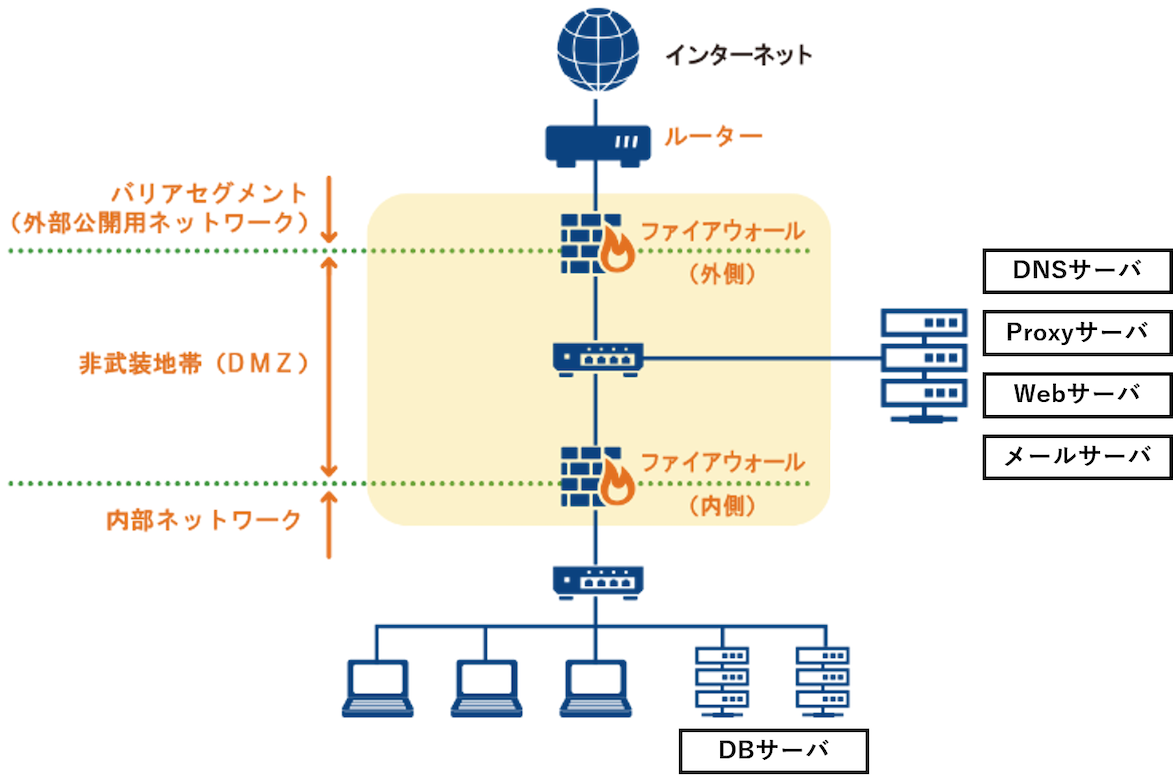 インターネット
ルーター
バリアセグメント
（外部公開用ネットワーク）
ファイアウォール
（外側）
DNSサーバ
Proxyサーバ
非武装地帯（ＤＭＺ）
Webサーバ
メールサーバ
ファイアウォール
（内側）
内部ネットワーク
DBサーバ